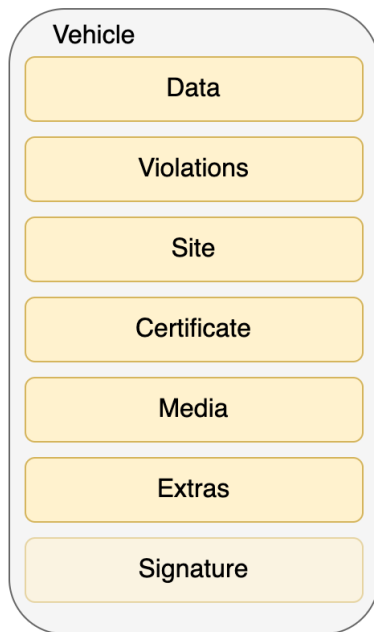 Vehicle
Data
Violations
Site
Certificate
Media
Extras
Signature